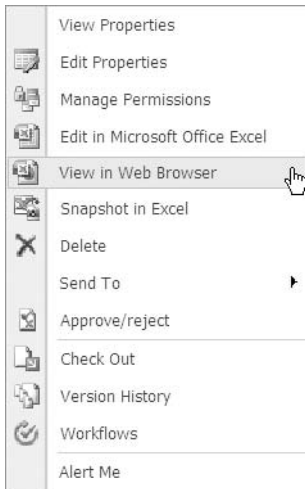 View Properties
Edit Properties
Manage Permissions
Edit in Microsoft Office Excel
View in Web Browser
Snapshot in Excel
Delete
Send To
Approve/reject
Check Out
Version History
Workflows
Alert Me